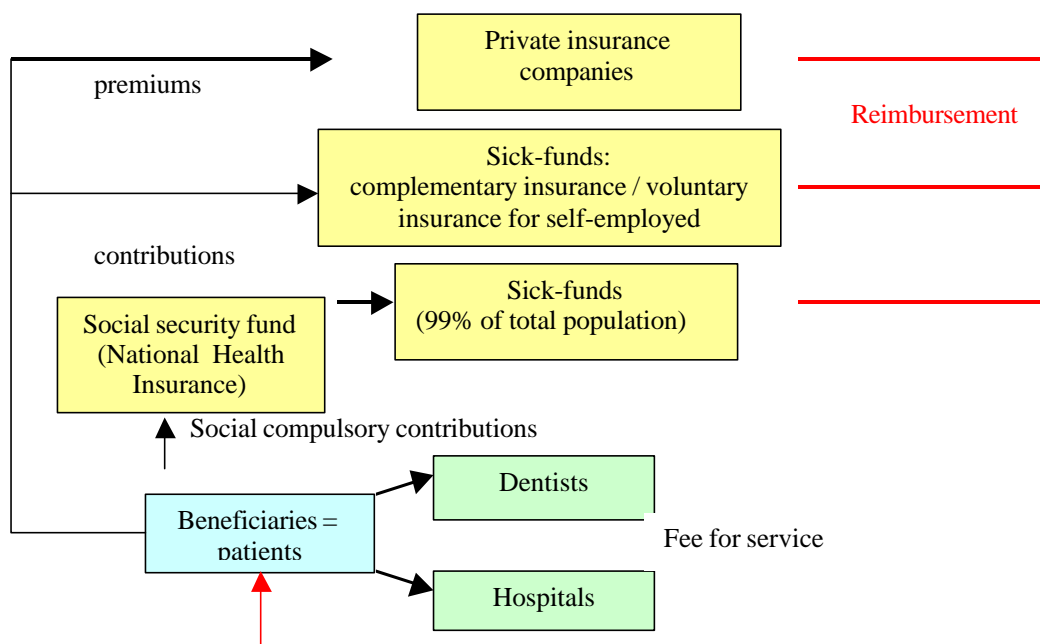 Private insurance
companies
premiums
Reimbursement
Sick-funds:
complementary insurance / voluntary
insurance for self-employed
contributions
Sick-funds
(99% of total population)
Social security fund
(National Health
Insurance)
Social compulsory contributions
Dentists
Beneficiaries =
patients
Fee for service
Hospitals